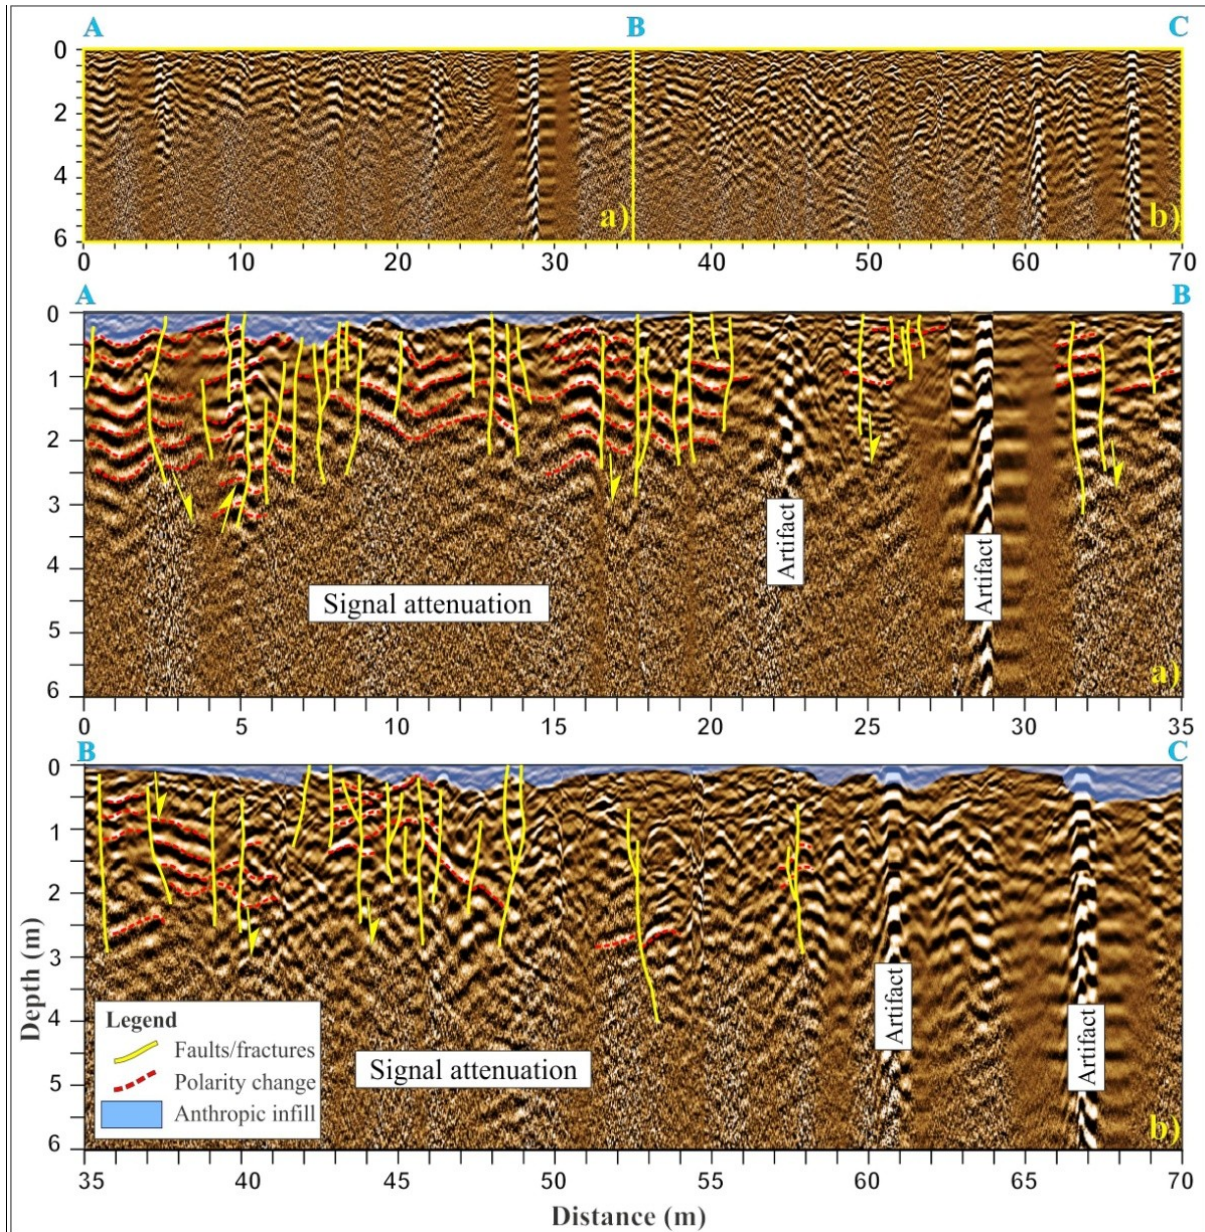 A B C
0
2
4
6
a) b)
0 10 20 30 40 50 60 70
A B
0
1
2
3
4
5
6
Artifact
Artifact
Signal attenuation
a)
0 5 10 15 20 25 30 35
B C
0
1
2
3
4
5
6
Depth (m)
Artifact
Artifact
Legend
Faults/fractures
Polarity change
Anthropic infill
Signal attenuation
b)
35 40 45 50 55 60 65 70
Distance (m)